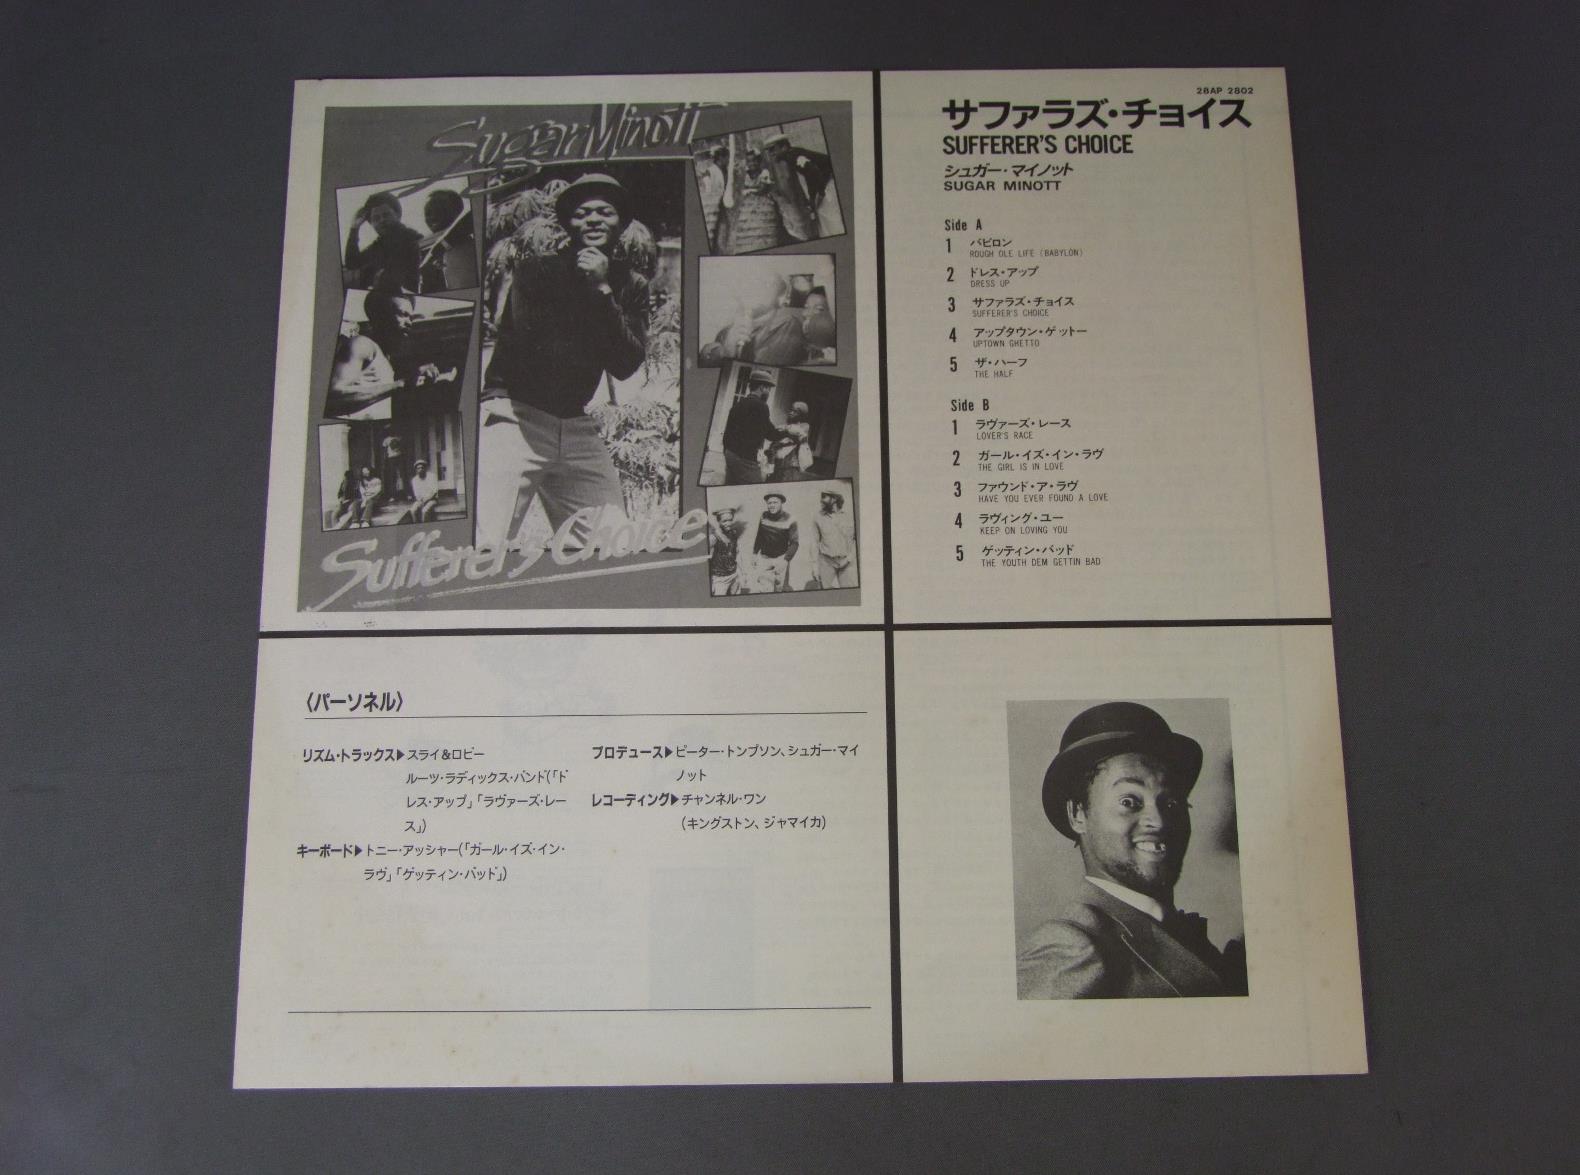 Sugar Minott
Sufferer's Choice
28AP 2802
サファラズ・チョイス
SUFFERER'S CHOICE
シュガー・マイノット
SUGAR MINOTT
Side A
1 バビロン
ROUGH OLE LIFE (BABYLON)
2 ドレス・アップ
DRESS UP
3 サファラズ・チョイス
SUFFERER'S CHOICE
4 アップタウン・ゲットー
UPTOWN GHETTO
5 ザ・ハーフ
THE HALF
Side B
1 ラヴァーズ・レース
LOVER'S RACE
2 ガール・イズ・イン・ラヴ
THE GIRL IS IN LOVE
3 ファウンド・ア・ラヴ
HAVE YOU EVER FOUND A LOVE
4 ラヴィング・ユー
KEEP ON LOVING YOU
5 ゲッティン・バッド
THE YOUTH DEM GETTIN BAD
〈パーソネル〉
リズム・トラックス▶スライ&ロビー
ルーツ・ラディックス・バンド(「ド
レス・アップ」「ラヴァーズ・レー
ス」)
キーボード▶トニー・アッシャー(「ガール・イズ・イン・
ラヴ」「ゲッティン・バッド」)
プロデュース▶ピーター・トンプソン、シュガー・マイ
ノット
レコーディング▶チャンネル・ワン
(キングストン、ジャマイカ)